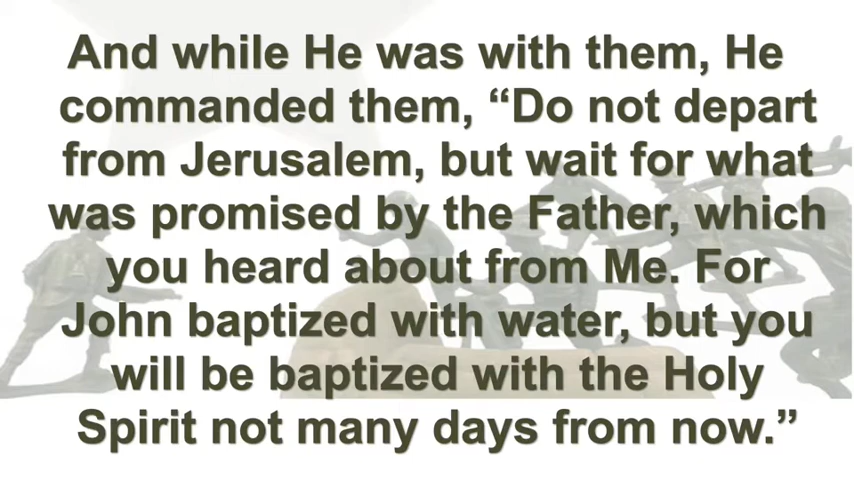 And while He was with them, He
commanded them, “Do not depart
from Jerusalem, but wait for what
was promised by the Father, which
you heard about from Me. For
John baptized with water, but you
will be baptized with the Holy
Spirit not many days from now.”